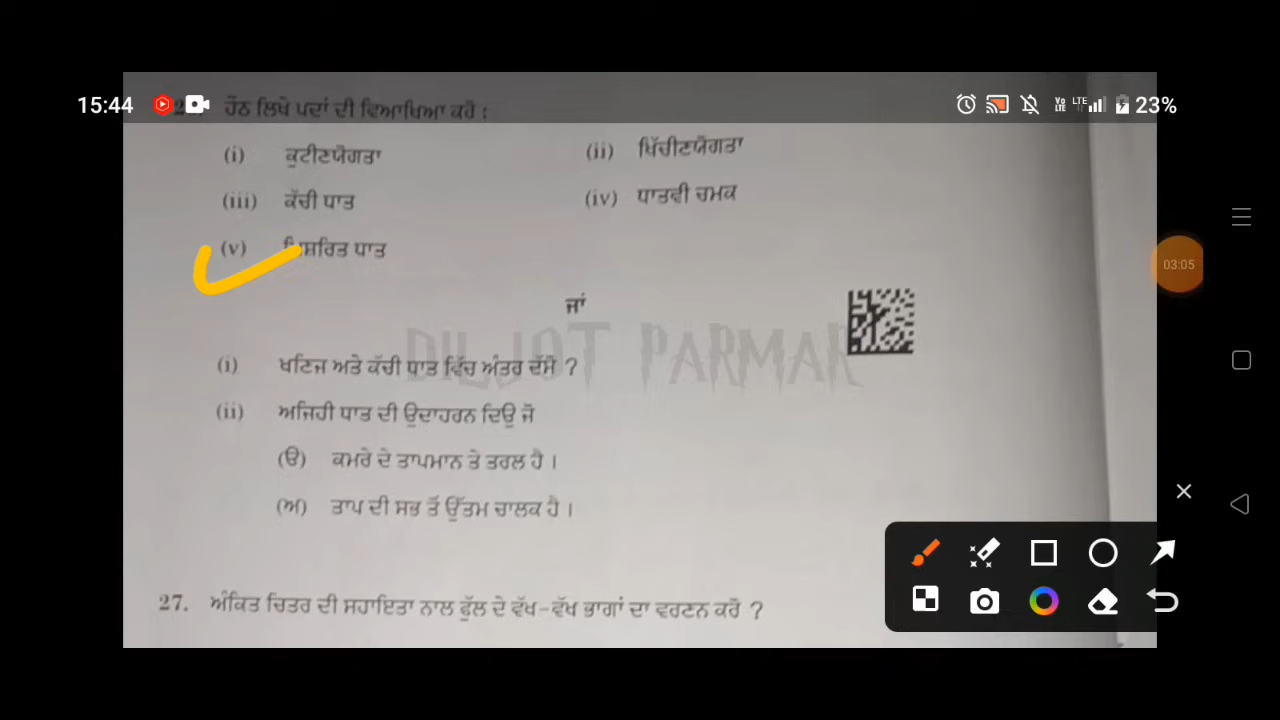 15:44 23%
ਹੇਠ ਲਿਖੇ ਪਦਾਂ ਦੀ ਵਿਆਖਿਆ ਕਰੋ :
(i) ਕੁਟੀਣਯੋਗਤਾ (ii) ਖਿੱਚੀਣਯੋਗਤਾ
(iii) ਕੱਚੀ ਧਾਤ (iv) ਧਾਤਵੀ ਚਮਕ
(v) ਮਿਸ਼ਰਿਤ ਧਾਤ
03:05
ਜਾਂ
DILJOT PARMAR
(i) ਖਣਿਜ ਅਤੇ ਕੱਚੀ ਧਾਤ ਵਿੱਚ ਅੰਤਰ ਦੱਸੋ ?
(ii) ਅਜਿਹੀ ਧਾਤ ਦੀ ਉਦਾਹਰਨ ਦਿਉ ਜੋ
(ੳ) ਕਮਰੇ ਦੇ ਤਾਪਮਾਨ ਤੇ ਤਰਲ ਹੈ ।
(ਅ) ਤਾਪ ਦੀ ਸਭ ਤੋਂ ਉੱਤਮ ਚਾਲਕ ਹੈ ।
27. ਅੰਕਿਤ ਚਿਤਰ ਦੀ ਸਹਾਇਤਾ ਨਾਲ ਫੁੱਲ ਦੇ ਵੱਖ-ਵੱਖ ਭਾਗਾਂ ਦਾ ਵਰਣਨ ਕਰੋ ?